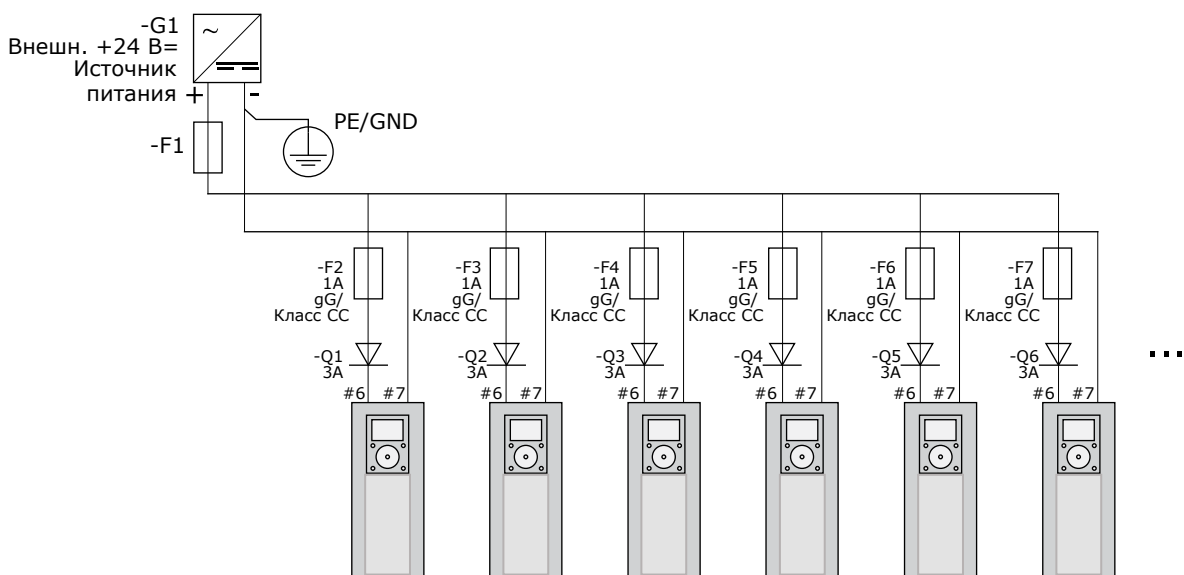 -G1
Внешн. +24 В=
Источник
питания + -
PE/GND
-F1
-F2
1A
gG/
Класс CC
-F3
1A
gG/
Класс CC
-F4
1A
gG/
Класс CC
-F5
1A
gG/
Класс CC
-F6
1A
gG/
Класс CC
-F7
1A
gG/
Класс CC
-Q1
3A
-Q2
3A
-Q3
3A
-Q4
3A
-Q5
3A
-Q6
3A
...
#6 #7
#6 #7
#6 #7
#6 #7
#6 #7
#6 #7